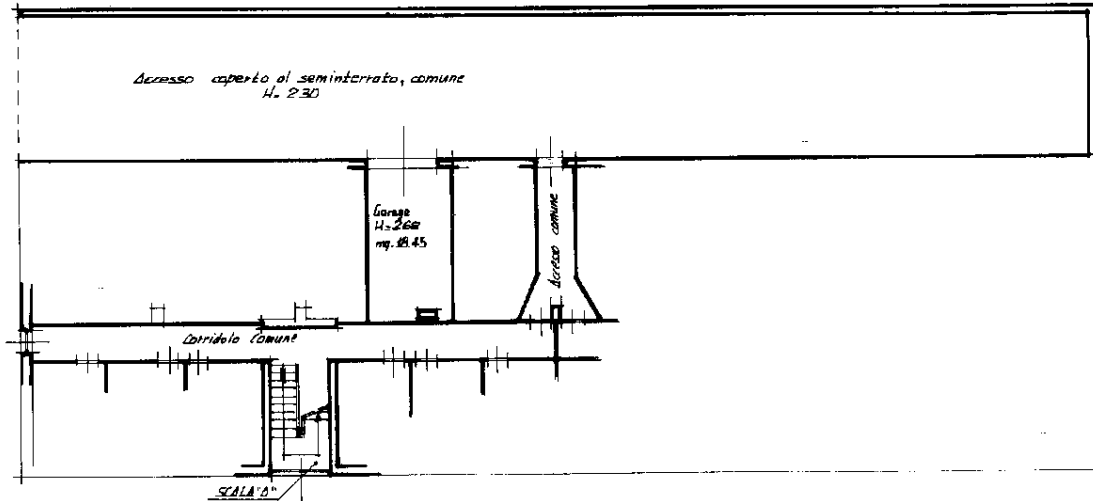 Accesso coperto al seminterrato, comune
H= 230
Garage
H=260
mq. 18.45
Accesso comune
Corridoio Comune
SCALA "D"